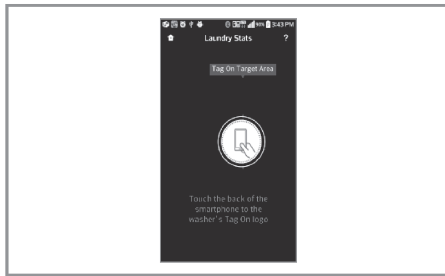 3:43 PM
Laundry Stats ?
Tag On Target Area
Touch the back of the
smartphone to the
washer's Tag On logo